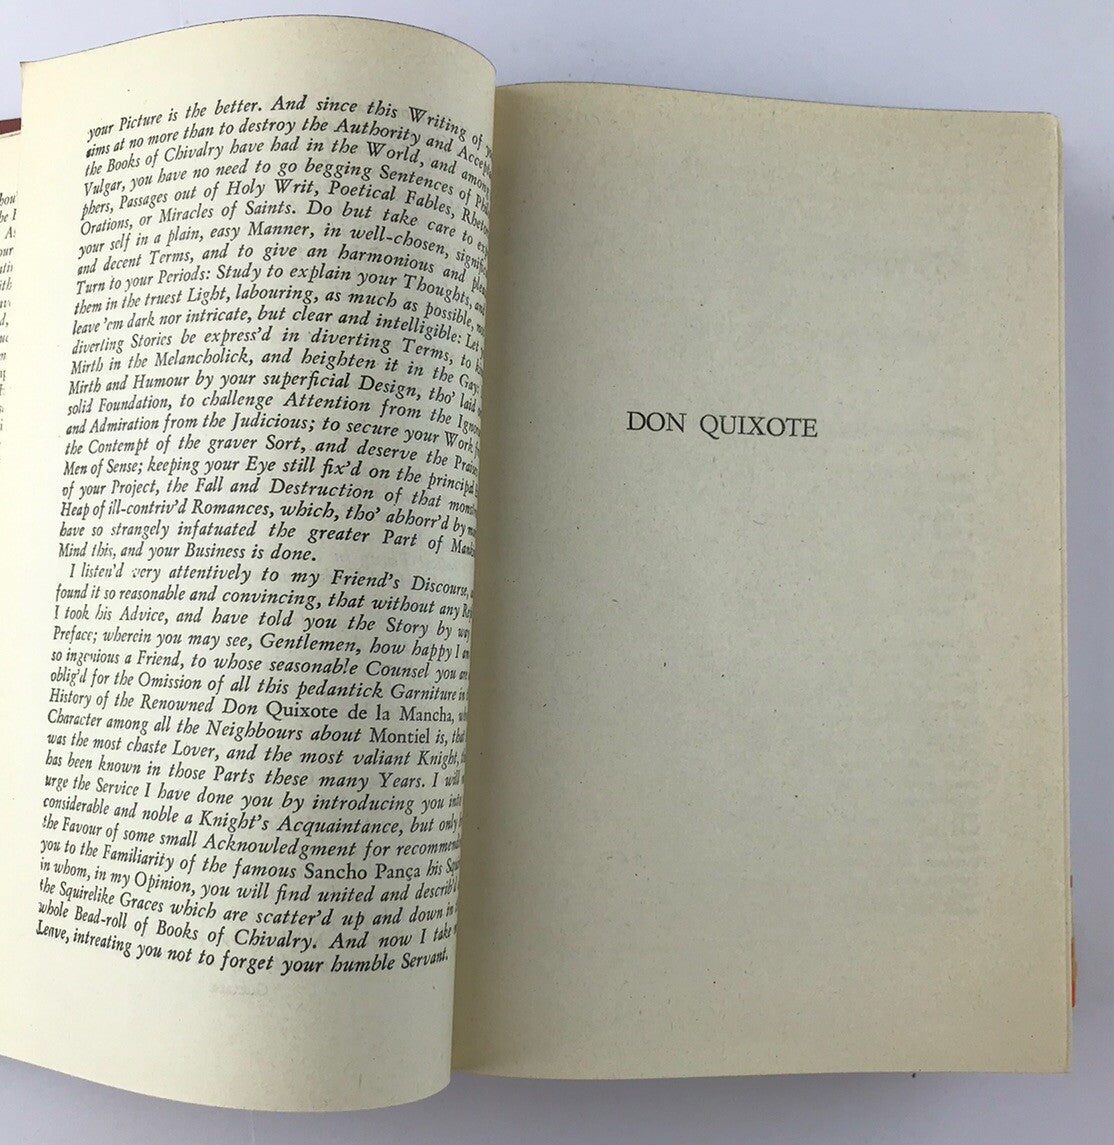 your Picture is the better. And since this Writing of
aims at no more than to destroy the Authority and
the Books of Chivalry have had in the World, and among
Vulgar, you have no need to go begging Sentences of
phers, Passages out of Holy Writ, Poetical Fables,
Orations, or Miracles of Saints. Do but take care to
your self in a plain, easy Manner, in well-chosen,
and decent Terms, and to give an harmonious and
Turn to your Periods: Study to explain your Thoughts, and
them in the truest Light, labouring, as much as possible,
leave 'em dark nor intricate, but clear and intelligible: Let
diverting Stories be express'd in diverting Terms, to
Mirth in the Melancholick, and heighten it in the Gay:
Mirth and Humour by your superficial Design, tho' laid
solid Foundation, to challenge Attention from the
and Admiration from the Judicious; to secure your Work
the Contempt of the graver Sort, and deserve the
Men of Sense; keeping your Eye still fix'd on the principal
of your Project, the Fall and Destruction of that
Heap of ill-contriv'd Romances, which, tho' abhorr'd by
have so strangely infatuated the greater Part of
Mind this, and your Business is done.
I listen'd very attentively to my Friend's Discourse,
found it so reasonable and convincing, that without any
I took his Advice, and have told you the Story by
Preface; wherein you may see, Gentlemen, how happy I
so ingenious a Friend, to whose seasonable Counsel you
oblig'd for the Omission of all this pedantick Garniture in
History of the Renowned Don Quixote de la Mancha,
Character among all the Neighbours about Montiel is, that
was the most chaste Lover, and the most valiant Knight,
has been known in those Parts these many Years. I will
urge the Service I have done you by introducing you into
considerable and noble a Knight's Acquaintance, but only
the Favour of some small Acknowledgment for
you to the Familiarity of the famous Sancho Pança his
in whom, in my Opinion, you will find united and describ'd
the Squirelike Graces which are scatter'd up and down in
whole Bead-roll of Books of Chivalry. And now I take
Leave, intreating you not to forget your humble Servant.
DON QUIXOTE